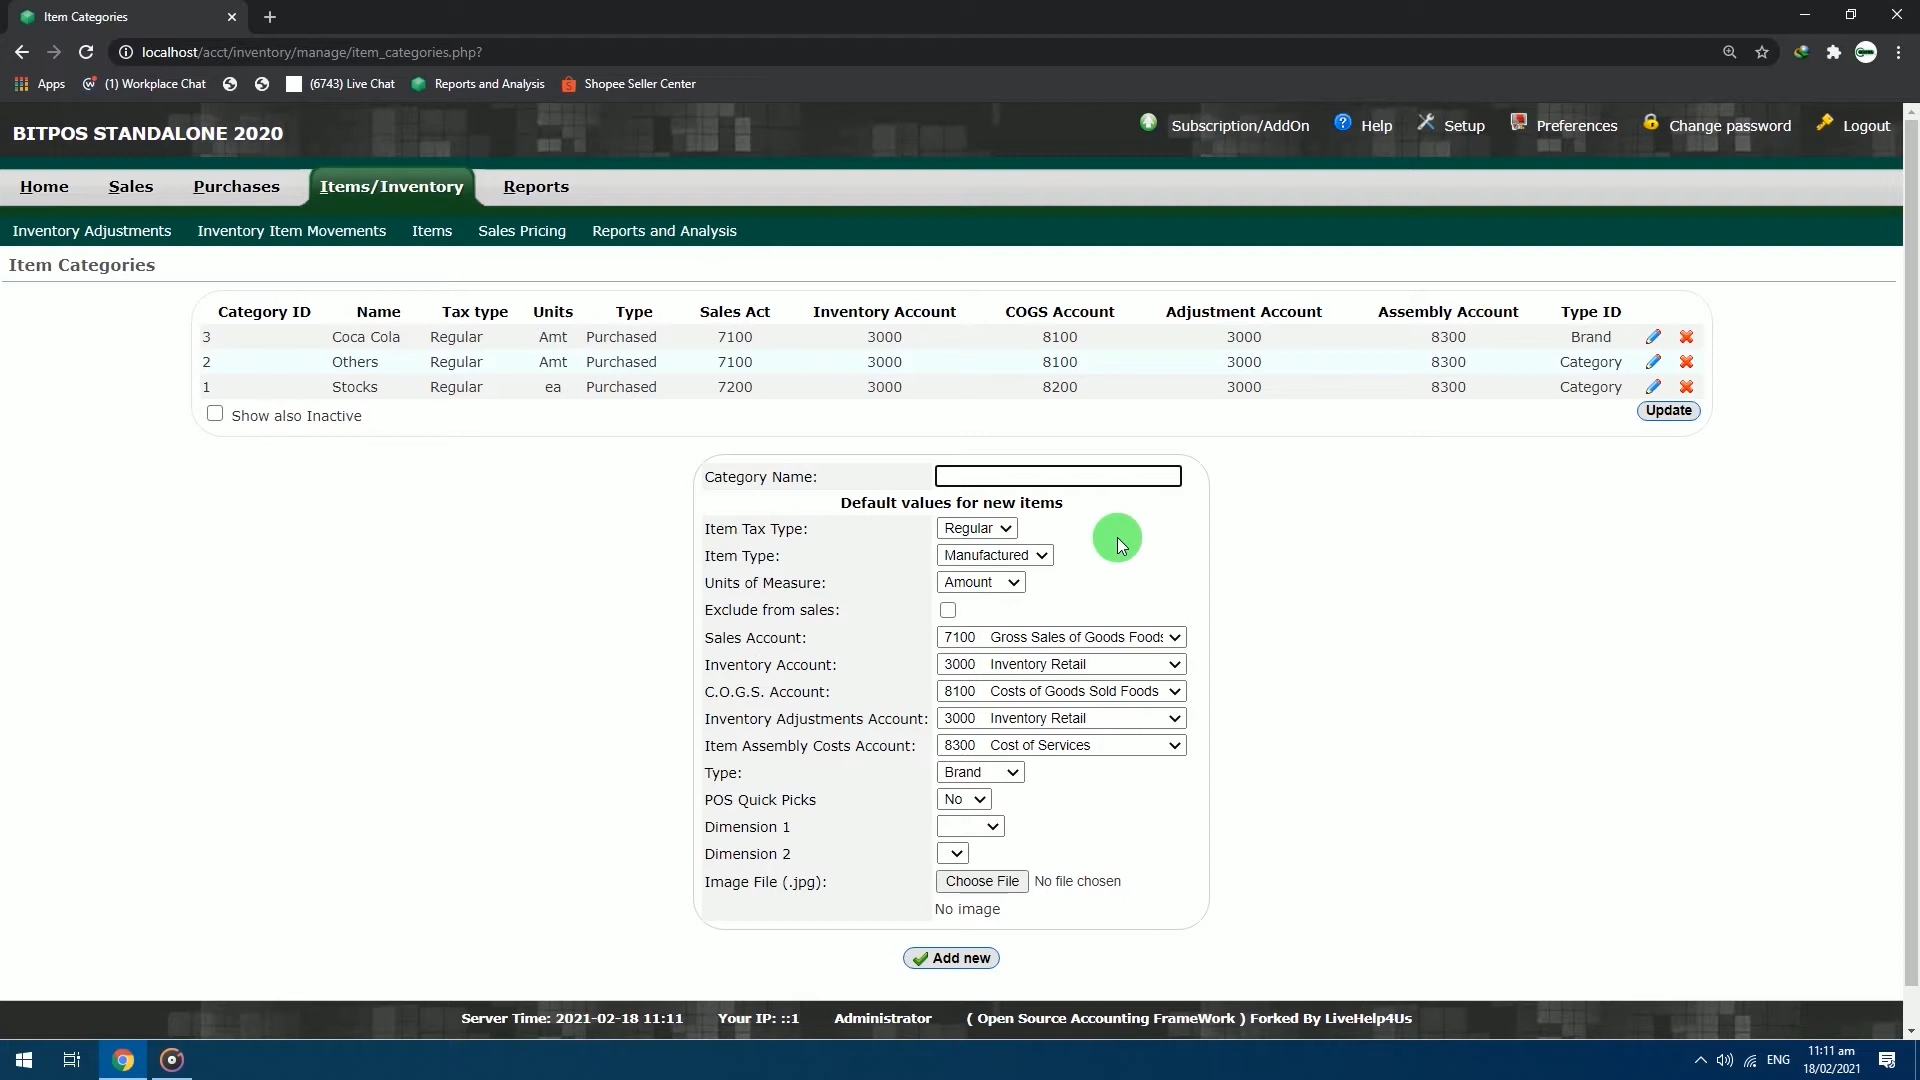 Item Categories
localhost/acct/inventory/manage/item_categories.php?
Apps (1) Workplace Chat (6743) Live Chat Reports and Analysis Shopee Seller Center
BITPOS STANDALONE 2020
Subscription/AddOn Help Setup Preferences Change password Logout
Home Sales Purchases Items/Inventory Reports
Inventory Adjustments Inventory Item Movements Items Sales Pricing Reports and Analysis
Item Categories
Category ID Name Tax type Units Type Sales Act Inventory Account COGS Account Adjustment Account Assembly Account Type ID
3 Coca Cola Regular Amt Purchased 7100 3000 8100 3000 8300 Brand
2 Others Regular Amt Purchased 7100 3000 8100 3000 8300 Category
1 Stocks Regular ea Purchased 7200 3000 8200 3000 8300 Category
Show also Inactive Update
Category Name:
Default values for new items
Item Tax Type: Regular
Item Type: Manufactured
Units of Measure: Amount
Exclude from sales:
Sales Account: 7100 Gross Sales of Goods Foods
Inventory Account: 3000 Inventory Retail
C.O.G.S. Account: 8100 Costs of Goods Sold Foods
Inventory Adjustments Account: 3000 Inventory Retail
Item Assembly Costs Account: 8300 Cost of Services
Type: Brand
POS Quick Picks No
Dimension 1
Dimension 2
Image File (.jpg): Choose File No file chosen
No image
Add new
Server Time: 2021-02-18 11:11 Your IP: ::1 Administrator ( Open Source Accounting FrameWork ) Forked By LiveHelp4Us
ENG 11:11 am
18/02/2021